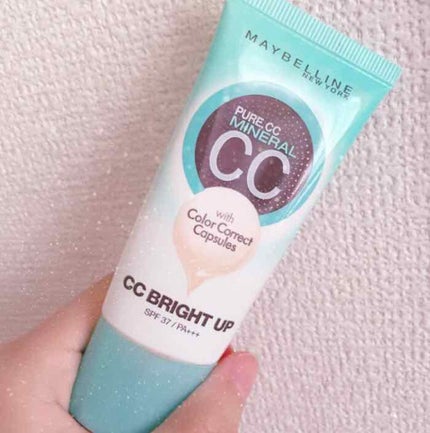 MAYBELLINE
NEW YORK
PURE.CC
MINERAL
CC
with
Color Correct
Capsules
CC BRIGHT UP
SPF 37 / PA+++